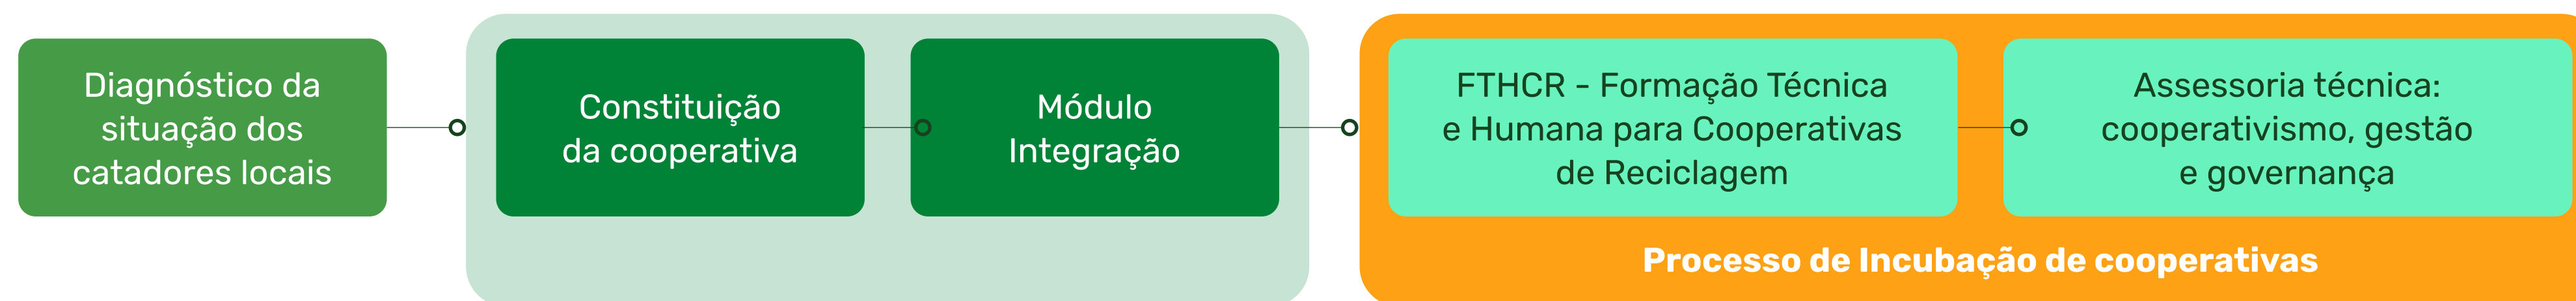 Diagnóstico da
situação dos
catadores locais
Constituição
da cooperativa
Módulo
Integração
FTHCR - Formação Técnica
e Humana para Cooperativas
de Reciclagem
Assessoria técnica:
cooperativismo, gestão
e governança
Processo de Incubação de cooperativas